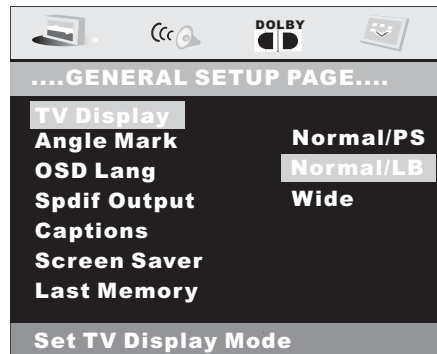 DOLBY
....GENERAL SETUP PAGE....
TV Display
Angle Mark
Normal/PS
OSD Lang
Normal/LB
Spdif Output
Wide
Captions
Screen Saver
Last Memory
Set TV Display Mode